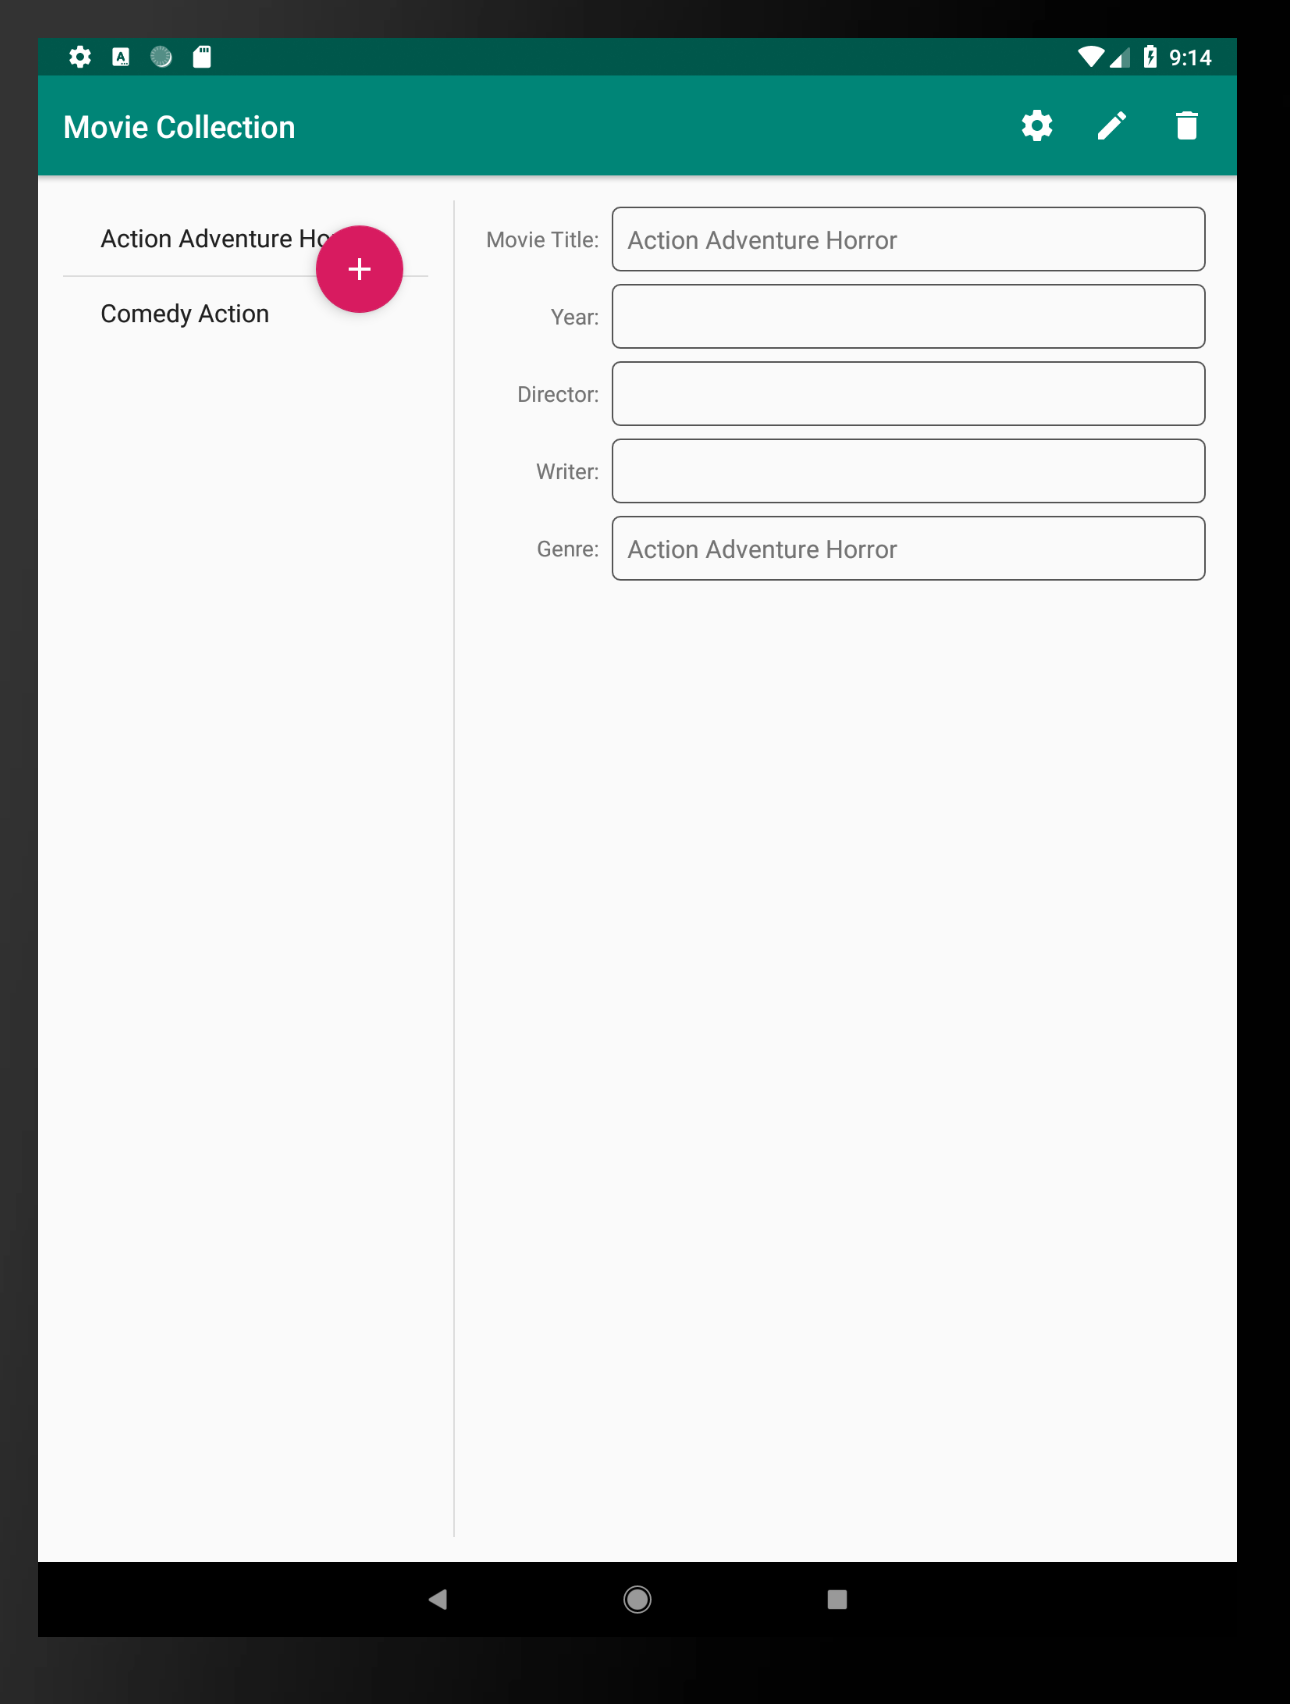 9:14
Movie Collection
Action Adventure Ho
Comedy Action
Movie Title: Action Adventure Horror
Year:
Director:
Writer:
Genre: Action Adventure Horror